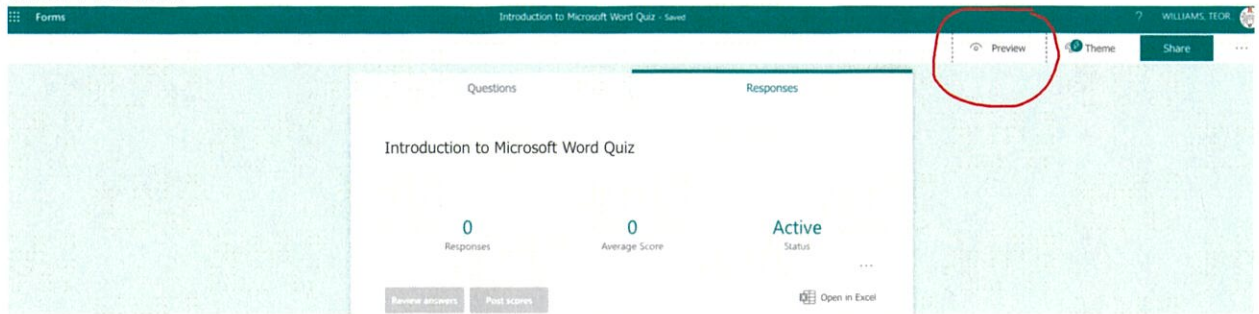 Forms
Introduction to Microsoft Word Quiz - Saved
? WILLIAMS, TEOR
Preview
Theme
Share
Questions
Responses
Introduction to Microsoft Word Quiz
0
0
Active
Responses
Average Score
Status
Review answers
Post scores
Open in Excel